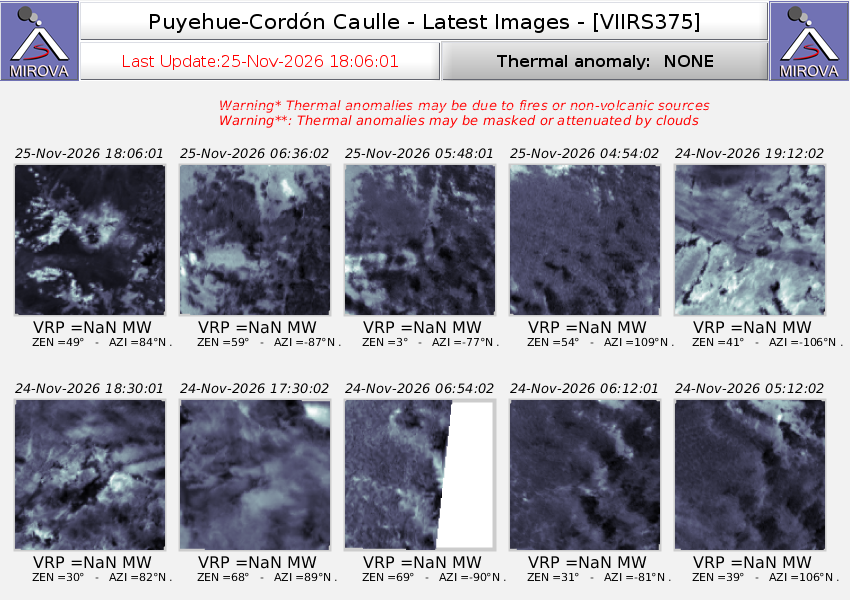 Puyehue-Cordón Caulle - Latest Images - [VIIRS375]
MIROVA
Last Update:25-Nov-2026 18:06:01
Thermal anomaly: NONE
MIROVA
Warning* Thermal anomalies may be due to fires or non-volcanic sources
Warning**: Thermal anomalies may be masked or attenuated by clouds
25-Nov-2026 18:06:01
25-Nov-2026 06:36:02
25-Nov-2026 05:48:01
25-Nov-2026 04:54:02
24-Nov-2026 19:12:02
VRP =NaN MW
VRP =NaN MW
VRP =NaN MW
VRP =NaN MW
VRP =NaN MW
ZEN =49° - AZI =84°N .
ZEN =59° - AZI =-87°N .
ZEN =3° - AZI =-77°N .
ZEN =54° - AZI =109°N .
ZEN =41° - AZI =-106°N .
24-Nov-2026 18:30:01
24-Nov-2026 17:30:02
24-Nov-2026 06:54:02
24-Nov-2026 06:12:01
24-Nov-2026 05:12:02
VRP =NaN MW
VRP =NaN MW
VRP =NaN MW
VRP =NaN MW
VRP =NaN MW
ZEN =30° - AZI =82°N .
ZEN =68° - AZI =89°N .
ZEN =69° - AZI =-90°N .
ZEN =31° - AZI =-81°N .
ZEN =39° - AZI =106°N .